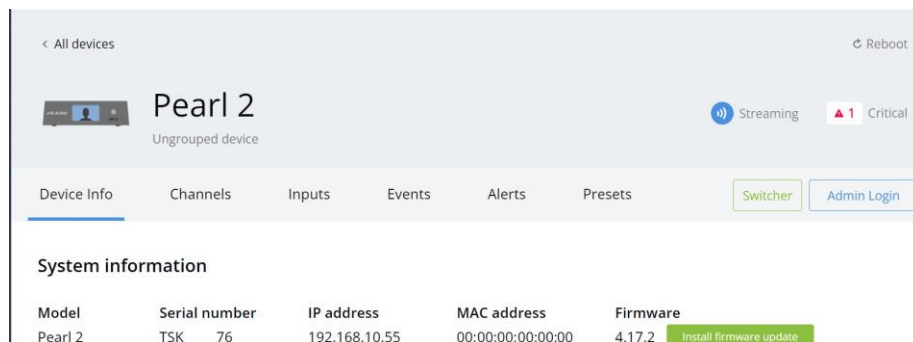 < All devices
Reboot
Pearl 2
Ungrouped device
Streaming
1 Critical
Device Info Channels Inputs Events Alerts Presets Switcher Admin Login
System information
Model Serial number IP address MAC address Firmware
Pearl 2 TSK 76 192.168.10.55 00:00:00:00:00:00 4.17.2 Install firmware update